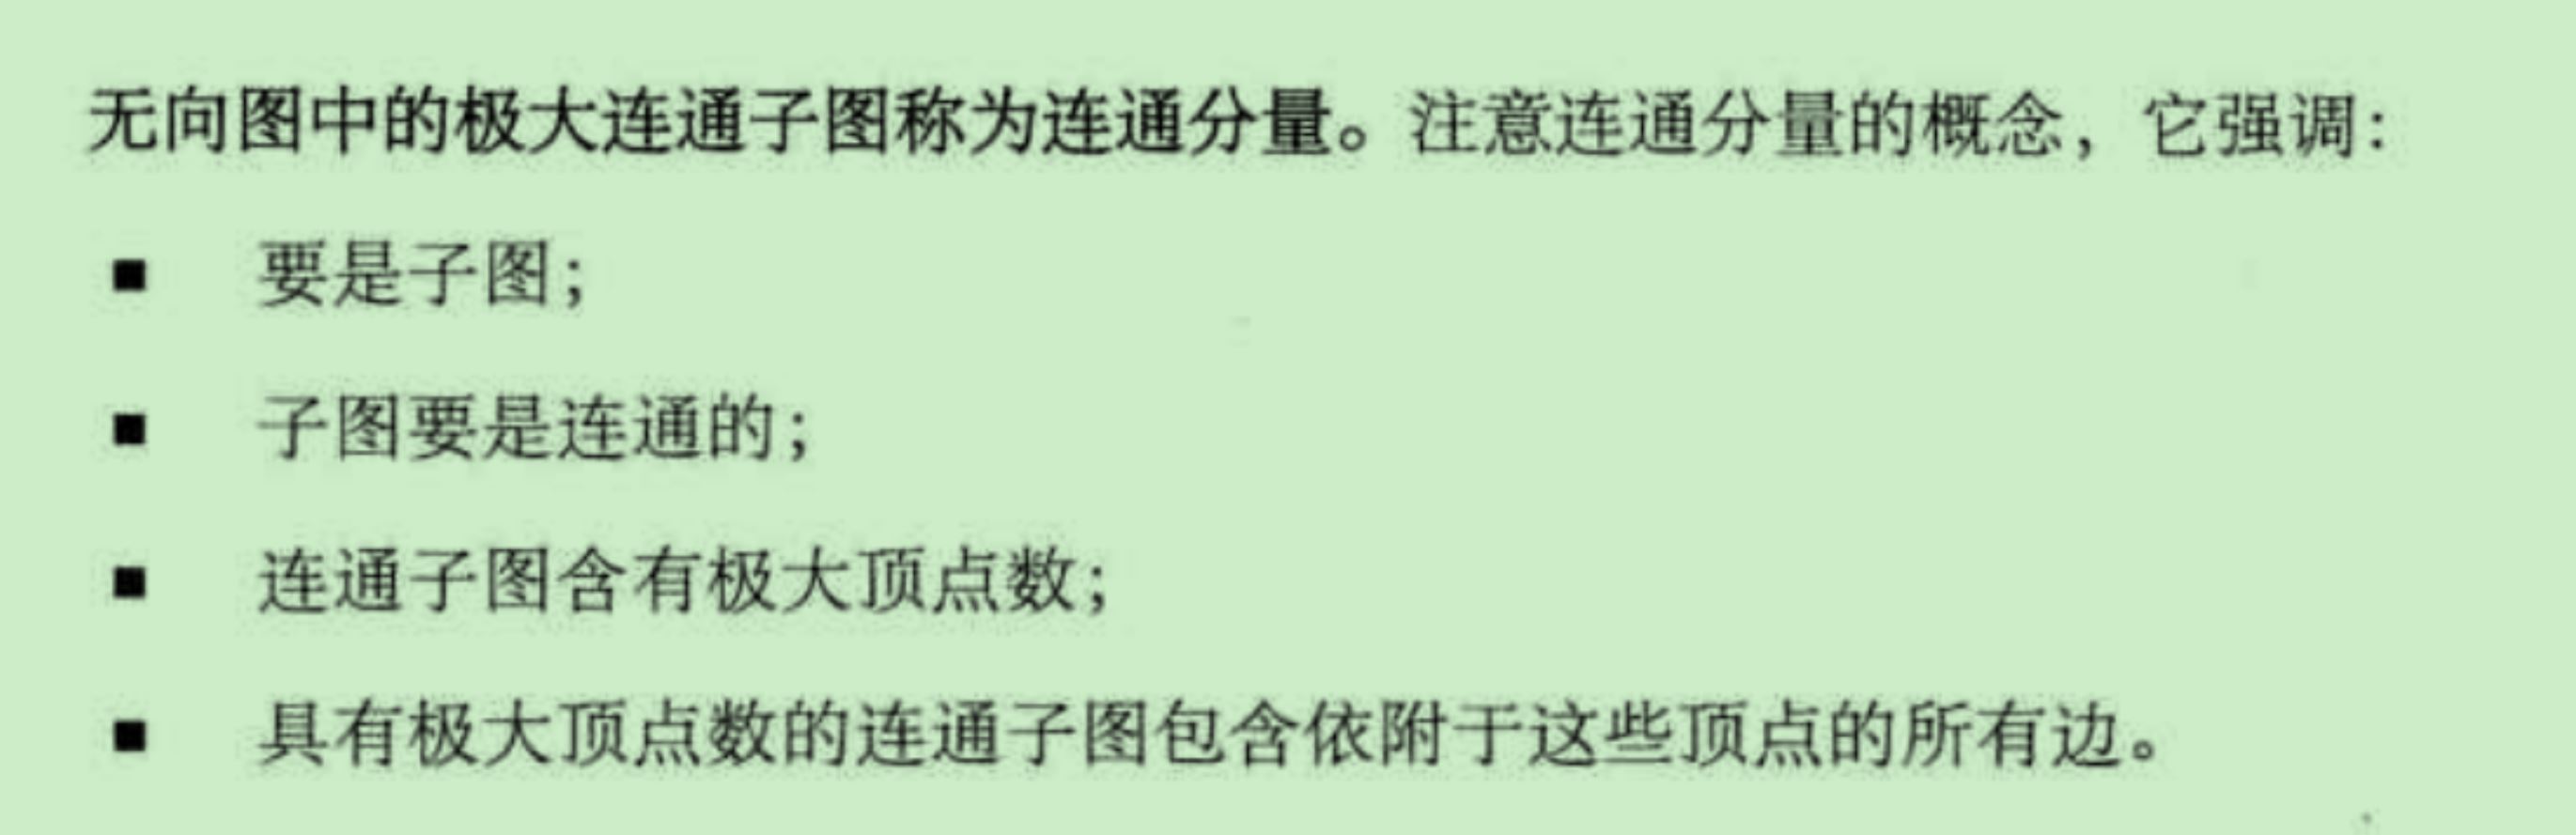 无向图中的极大连通子图称为连通分量。注意连通分量的概念，它强调：
■ 要是子图；
■ 子图要是连通的；
■ 连通子图含有极大顶点数；
■ 具有极大顶点数的连通子图包含依附于这些顶点的所有边。